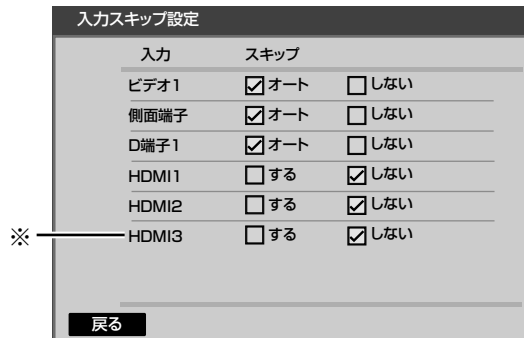 入力スキップ設定
入力 スキップ
ビデオ1 オート しない
側面端子 オート しない
D端子1 オート しない
HDMI1 する しない
HDMI2 する しない
※ HDMI3 する しない
戻る